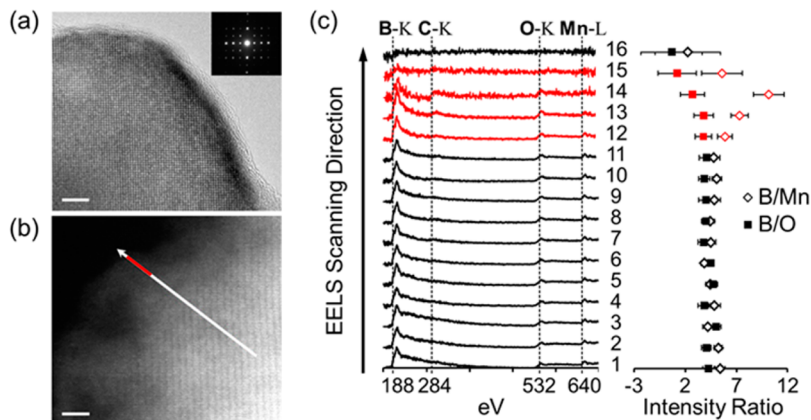 (a)
(b)
(c)
B-K C-K O-K Mn-L
EELS Scanning Direction
16
15
14
13
12
11
10
9
8
7
6
5
4
3
2
1
188 284 532 640
eV
◇ B/Mn
■ B/O
-3 2 7 12
Intensity Ratio